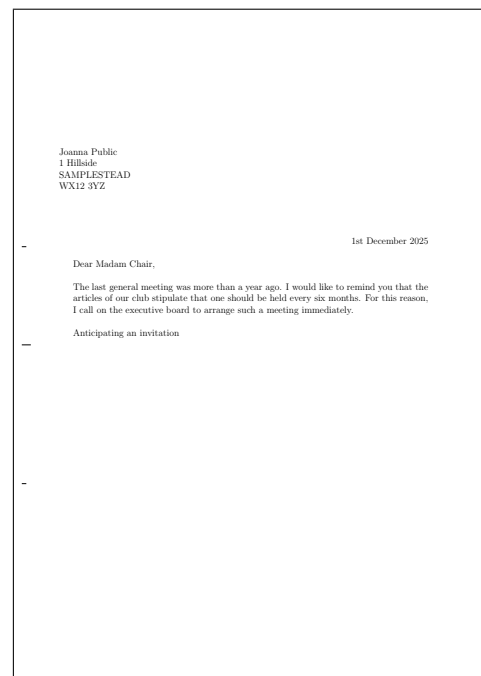 Joanna Public
1 Hillside
SAMPLESTEAD
WX12 3YZ
1st December 2025
Dear Madam Chair,
The last general meeting was more than a year ago. I would like to remind you that the
articles of our club stipulate that one should be held every six months. For this reason,
I call on the executive board to arrange such a meeting immediately.
Anticipating an invitation